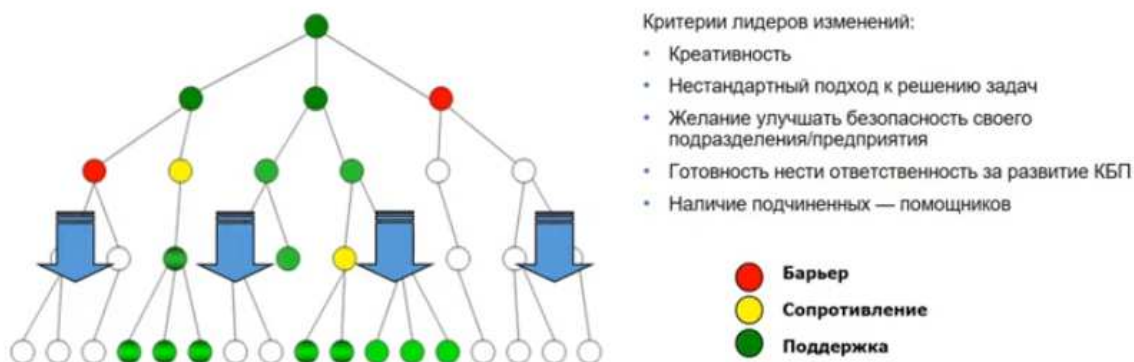 Критерии лидеров изменений:
• Креативность
• Нестандартный подход к решению задач
• Желание улучшать безопасность своего
подразделения/предприятия
• Готовность нести ответственность за развитие КБП
• Наличие подчиненных — помощников
Барьер
Сопротивление
Поддержка